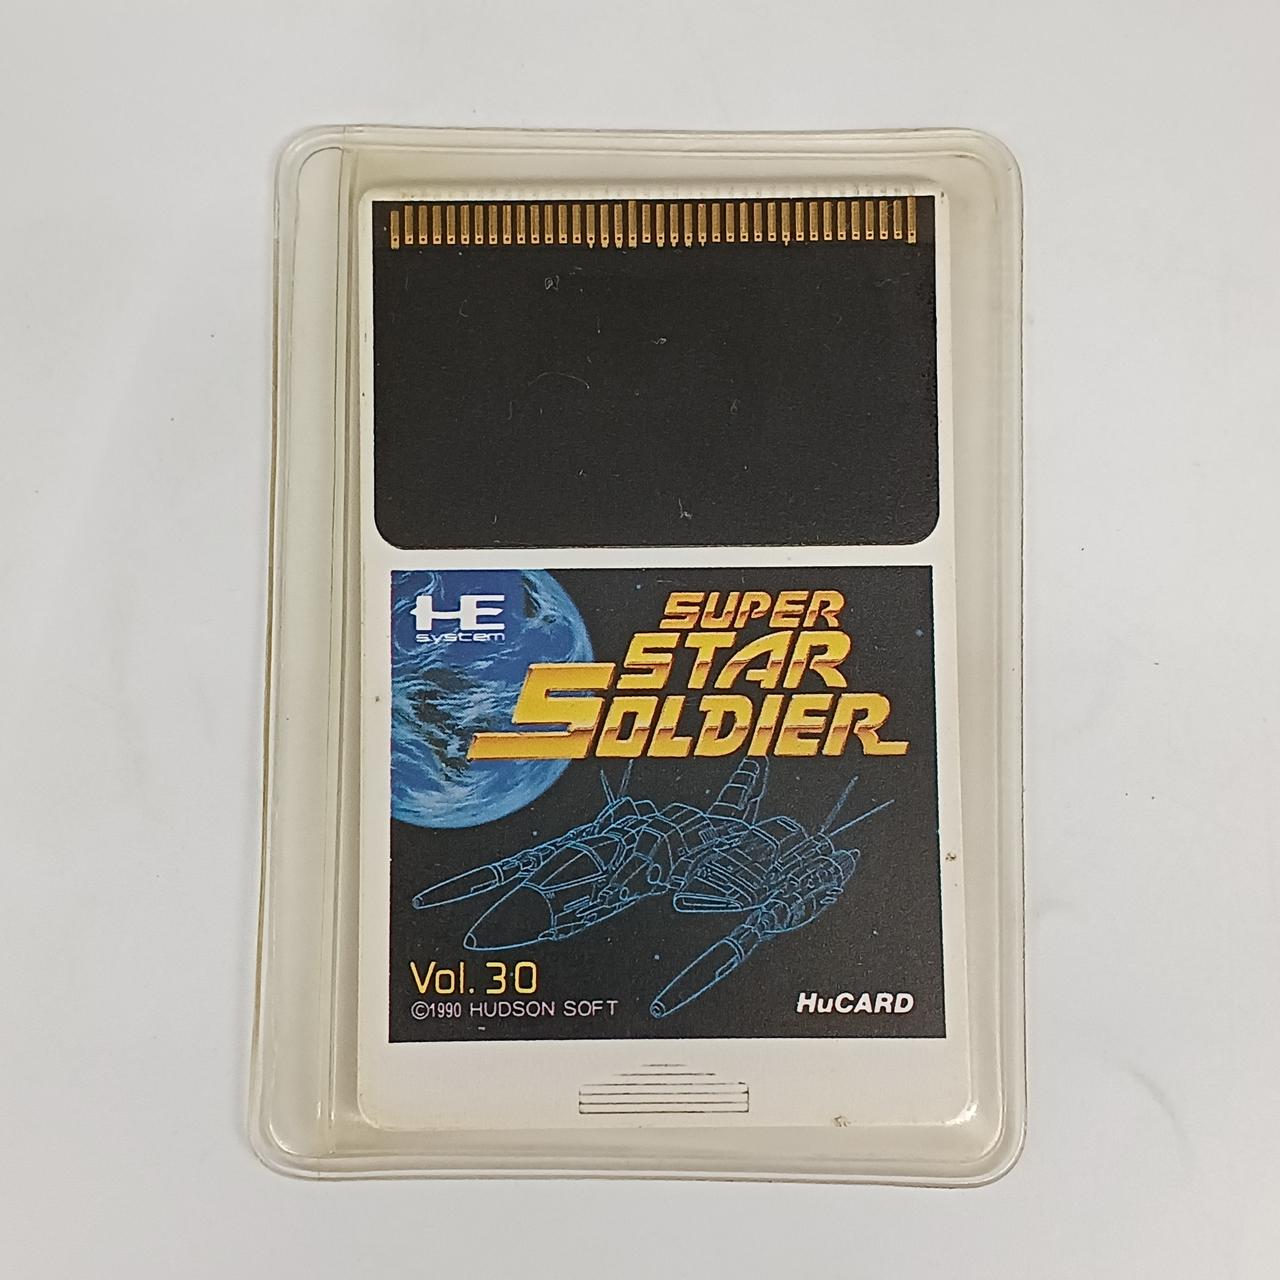 HE
system
SUPER
STAR
SOLDIER
Vol. 30
©1990 HUDSON SOFT
HuCARD